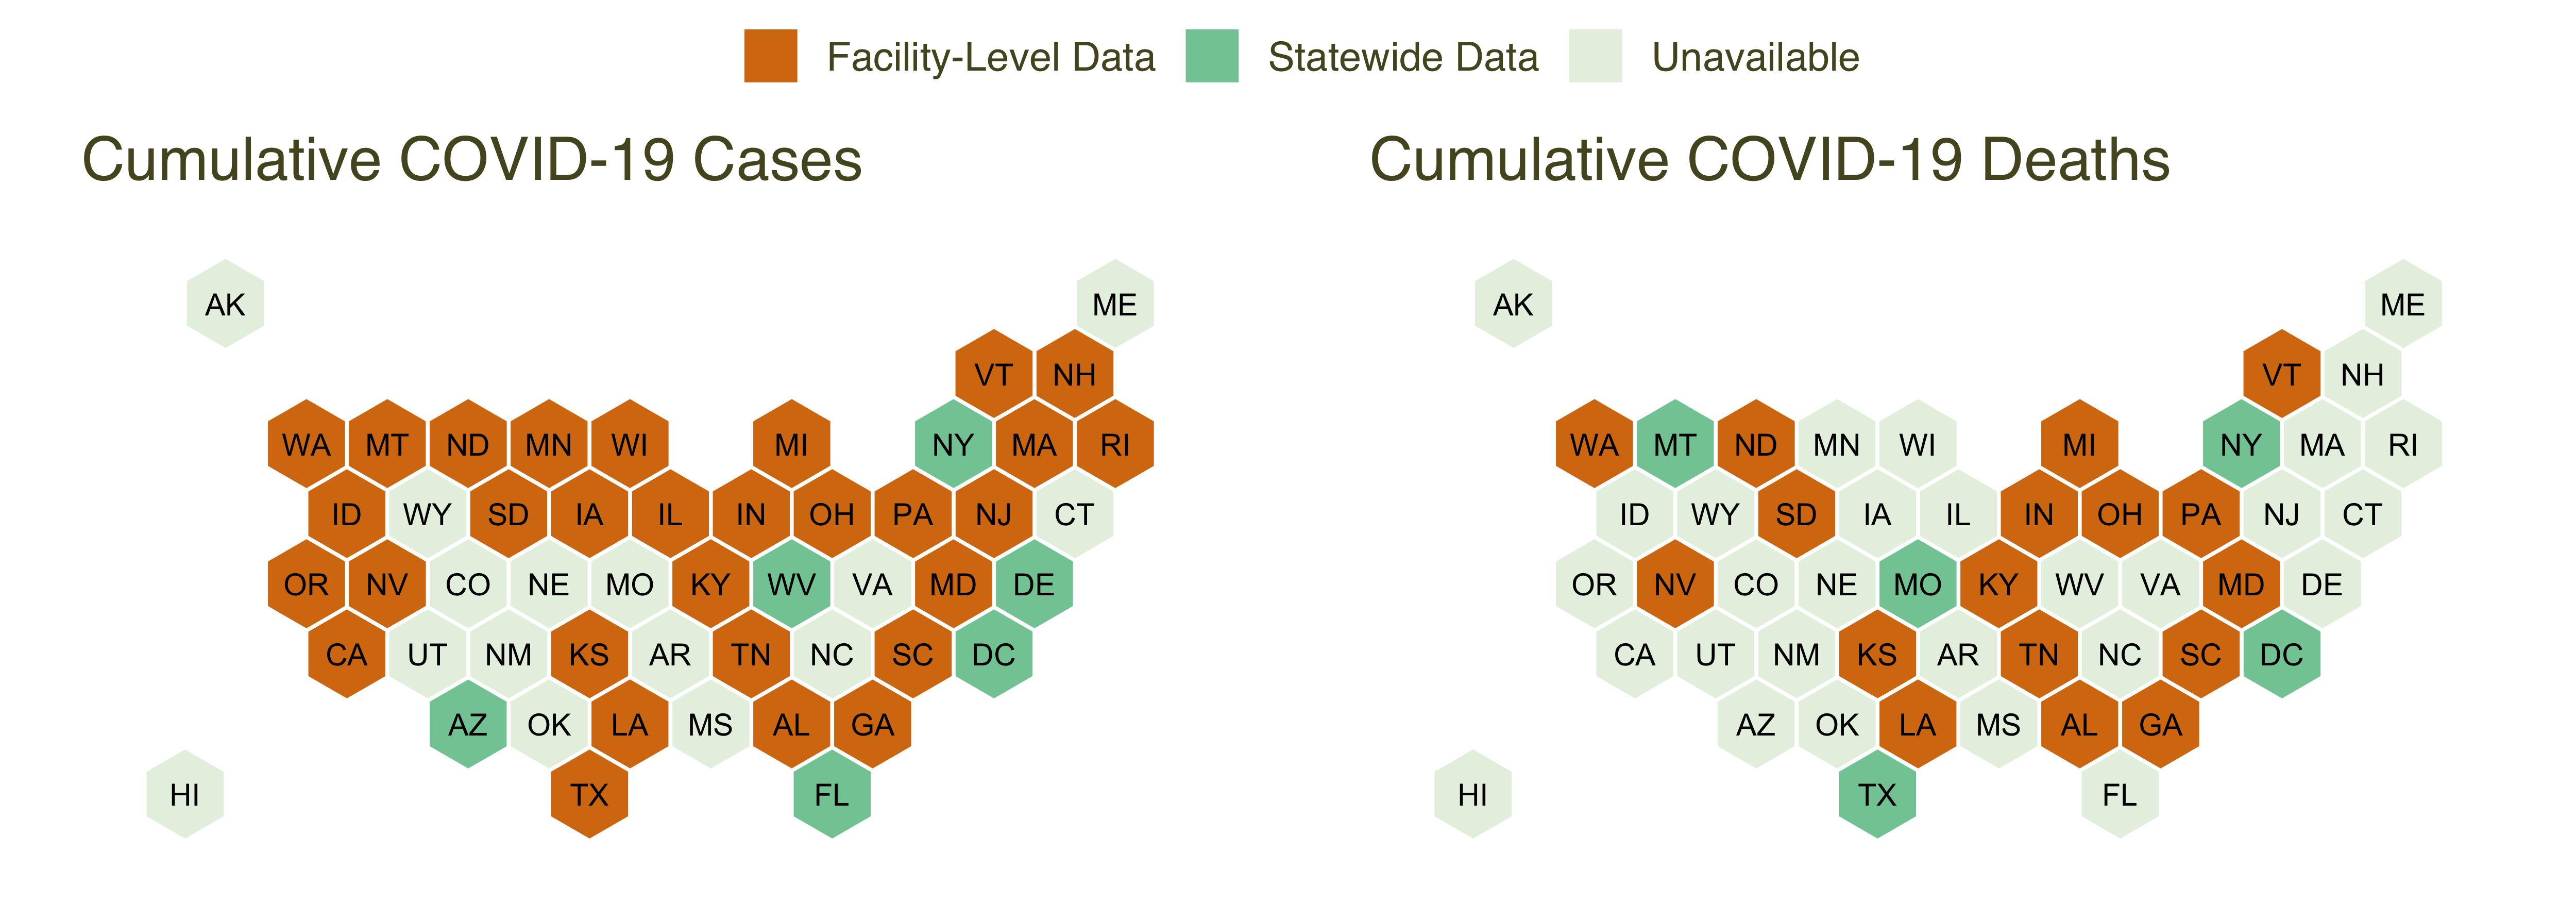 Facility-Level Data Statewide Data Unavailable
Cumulative COVID-19 Cases
AK ME
VT NH
WA MT ND MN WI MI NY MA RI
ID WY SD IA IL IN OH PA NJ CT
OR NV CO NE MO KY WV VA MD DE
CA UT NM KS AR TN NC SC DC
AZ OK LA MS AL GA
HI TX FL
Cumulative COVID-19 Deaths
AK ME
VT NH
WA MT ND MN WI MI NY MA RI
ID WY SD IA IL IN OH PA NJ CT
OR NV CO NE MO KY WV VA MD DE
CA UT NM KS AR TN NC SC DC
AZ OK LA MS AL GA
HI TX FL